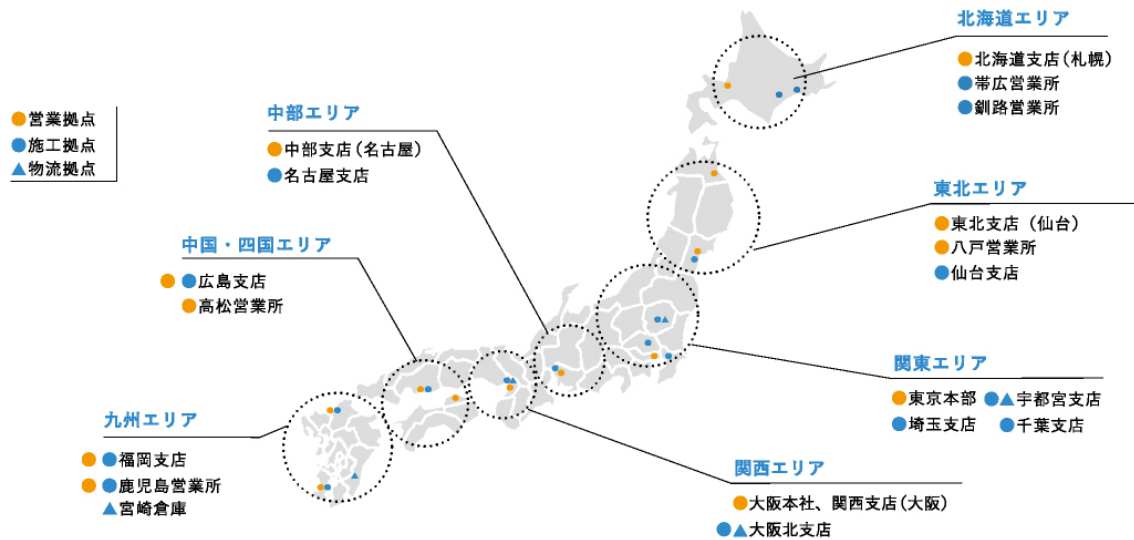 北海道エリア
北海道支店(札幌)
帯広営業所
釧路営業所
営業拠点
施工拠点
物流拠点
中部エリア
中部支店(名古屋)
名古屋支店
東北エリア
東北支店 (仙台)
八戸営業所
仙台支店
中国・四国エリア
広島支店
高松営業所
関東エリア
東京本部 宇都宮支店
埼玉支店 千葉支店
九州エリア
福岡支店
鹿児島営業所
宮崎倉庫
関西エリア
大阪本社、関西支店(大阪)
大阪北支店